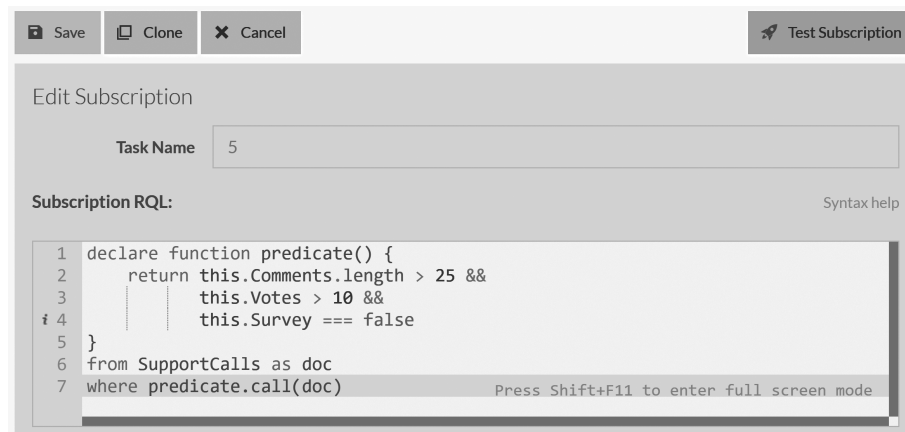 Save Clone Cancel Test Subscription
Edit Subscription
Task Name 5
Subscription RQL: Syntax help
1 declare function predicate() {
2 return this.Comments.length > 25 &&
3 this.Votes > 10 &&
i 4 this.Survey === false
5 }
6 from SupportCalls as doc
7 where predicate.call(doc) Press Shift+F11 to enter full screen mode